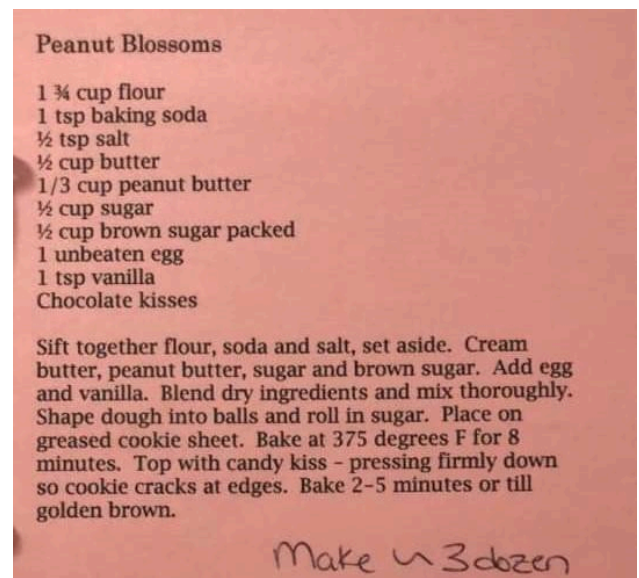 Peanut Blossoms
1 ¾ cup flour
1 tsp baking soda
½ tsp salt
½ cup butter
1/3 cup peanut butter
½ cup sugar
½ cup brown sugar packed
1 unbeaten egg
1 tsp vanilla
Chocolate kisses
Sift together flour, soda and salt, set aside. Cream
butter, peanut butter, sugar and brown sugar. Add egg
and vanilla. Blend dry ingredients and mix thoroughly.
Shape dough into balls and roll in sugar. Place on
greased cookie sheet. Bake at 375 degrees F for 8
minutes. Top with candy kiss – pressing firmly down
so cookie cracks at edges. Bake 2-5 minutes or till
golden brown.
Make ~ 3 dozen